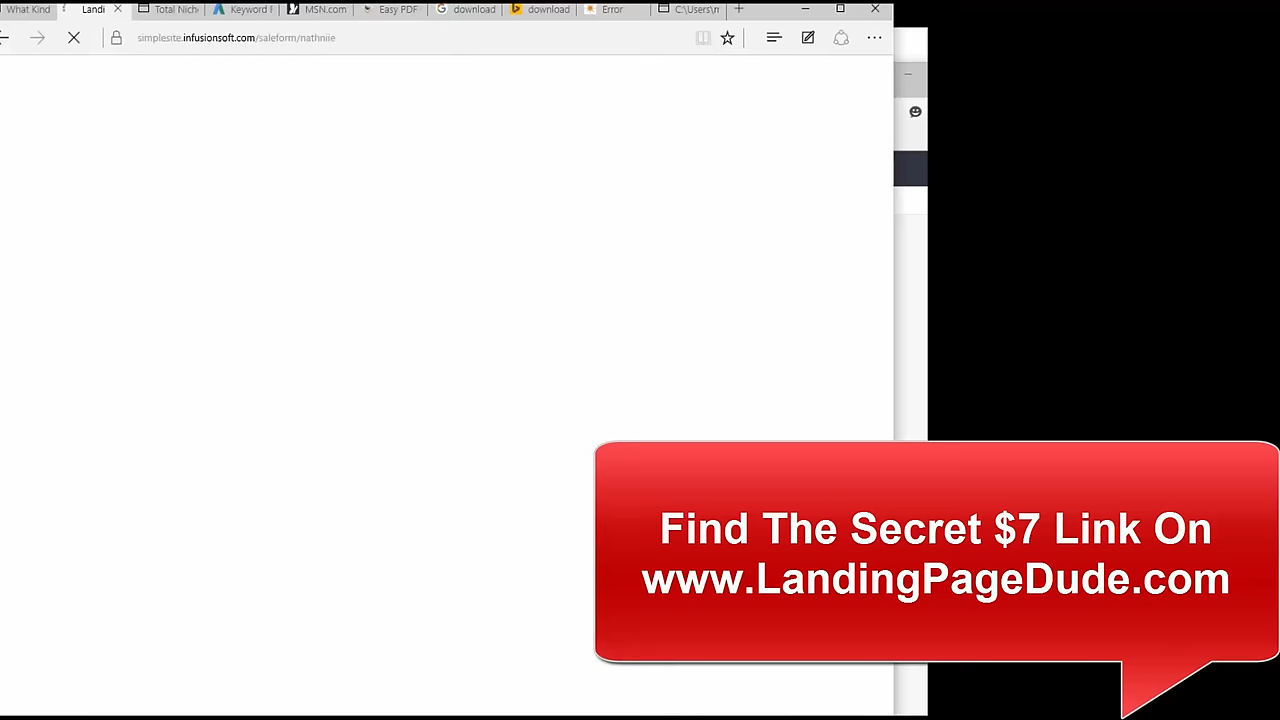 What Kind
Landi
Total Nich
Keyword F
MSN.com
Easy PDF
download
download
Error
C:\Users\r
simplesite.infusionsoft.com/saleform/nathniie
Find The Secret $7 Link On
www.LandingPageDude.com